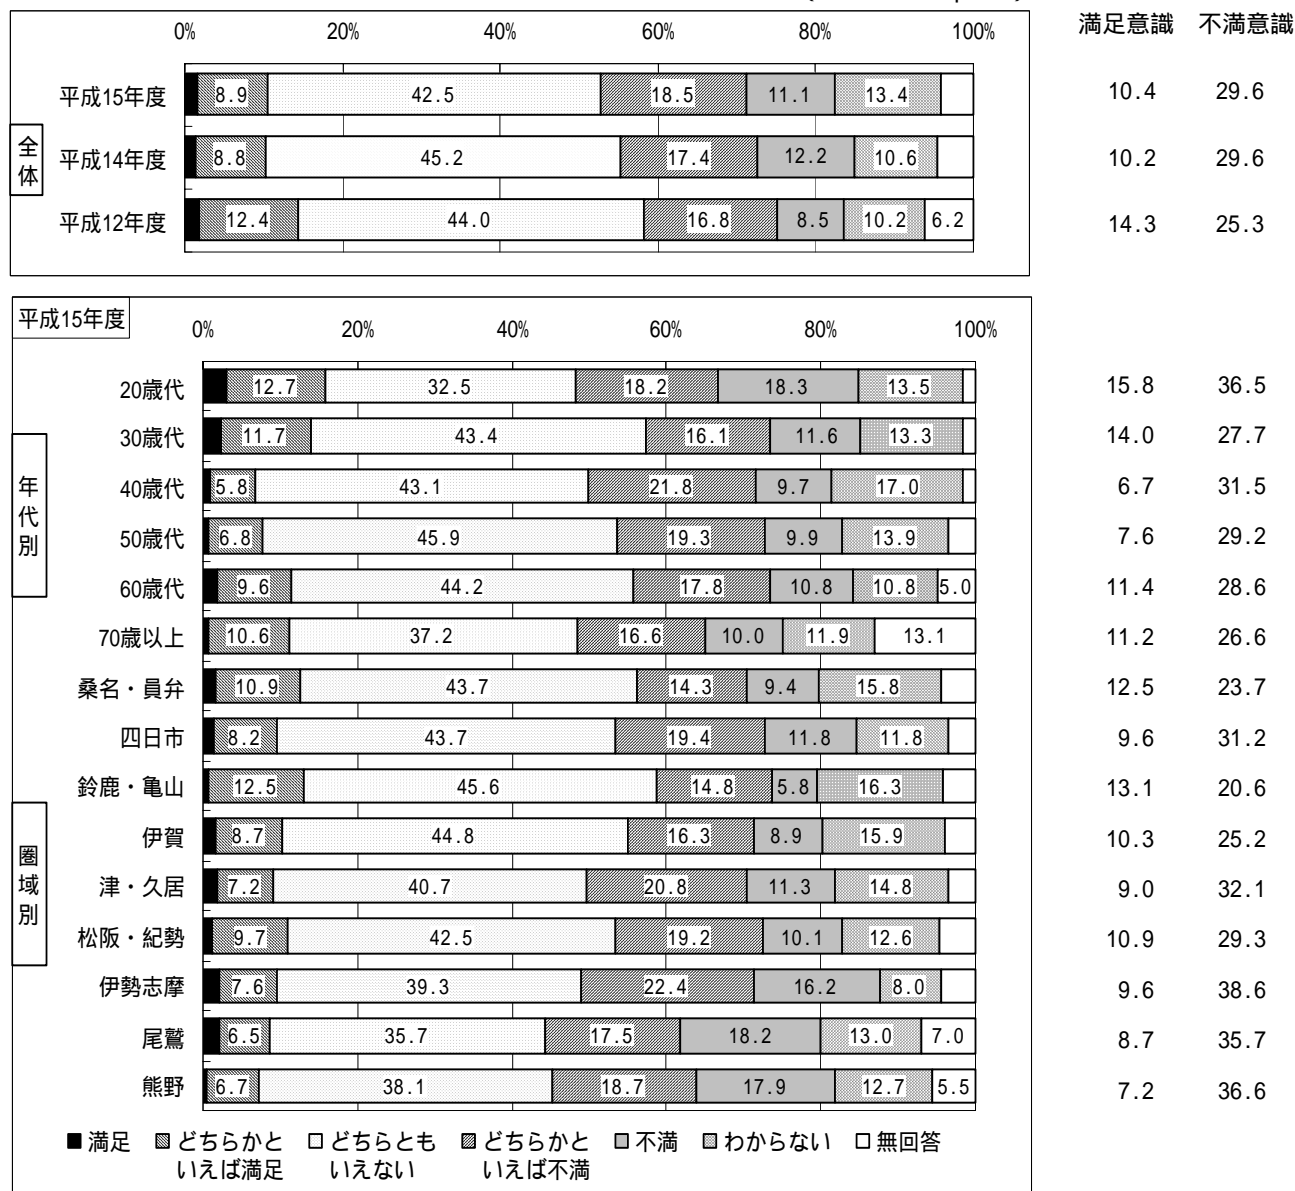 満足意識 不満意識
0% 20% 40% 60% 80% 100%
全体
平成15年度 8.9 42.5 18.5 11.1 13.4 10.4 29.6
平成14年度 8.8 45.2 17.4 12.2 10.6 10.2 29.6
平成12年度 12.4 44.0 16.8 8.5 10.2 6.2 14.3 25.3
平成15年度
0% 20% 40% 60% 80% 100%
年代別
20歳代 12.7 32.5 18.2 18.3 13.5 15.8 36.5
30歳代 11.7 43.4 16.1 11.6 13.3 14.0 27.7
40歳代 5.8 43.1 21.8 9.7 17.0 6.7 31.5
50歳代 6.8 45.9 19.3 9.9 13.9 7.6 29.2
60歳代 9.6 44.2 17.8 10.8 10.8 5.0 11.4 28.6
70歳以上 10.6 37.2 16.6 10.0 11.9 13.1 11.2 26.6
圏域別
桑名・員弁 10.9 43.7 14.3 9.4 15.8 12.5 23.7
四日市 8.2 43.7 19.4 11.8 11.8 9.6 31.2
鈴鹿・亀山 12.5 45.6 14.8 5.8 16.3 13.1 20.6
伊賀 8.7 44.8 16.3 8.9 15.9 10.3 25.2
津・久居 7.2 40.7 20.8 11.3 14.8 9.0 32.1
松阪・紀勢 9.7 42.5 19.2 10.1 12.6 10.9 29.3
伊勢志摩 7.6 39.3 22.4 16.2 8.0 9.6 38.6
尾鷲 6.5 35.7 17.5 18.2 13.0 7.0 8.7 35.7
熊野 6.7 38.1 18.7 17.9 12.7 5.5 7.2 36.6
満足 どちらかといえば満足 どちらともいえない どちらかといえば不満 不満 わからない 無回答